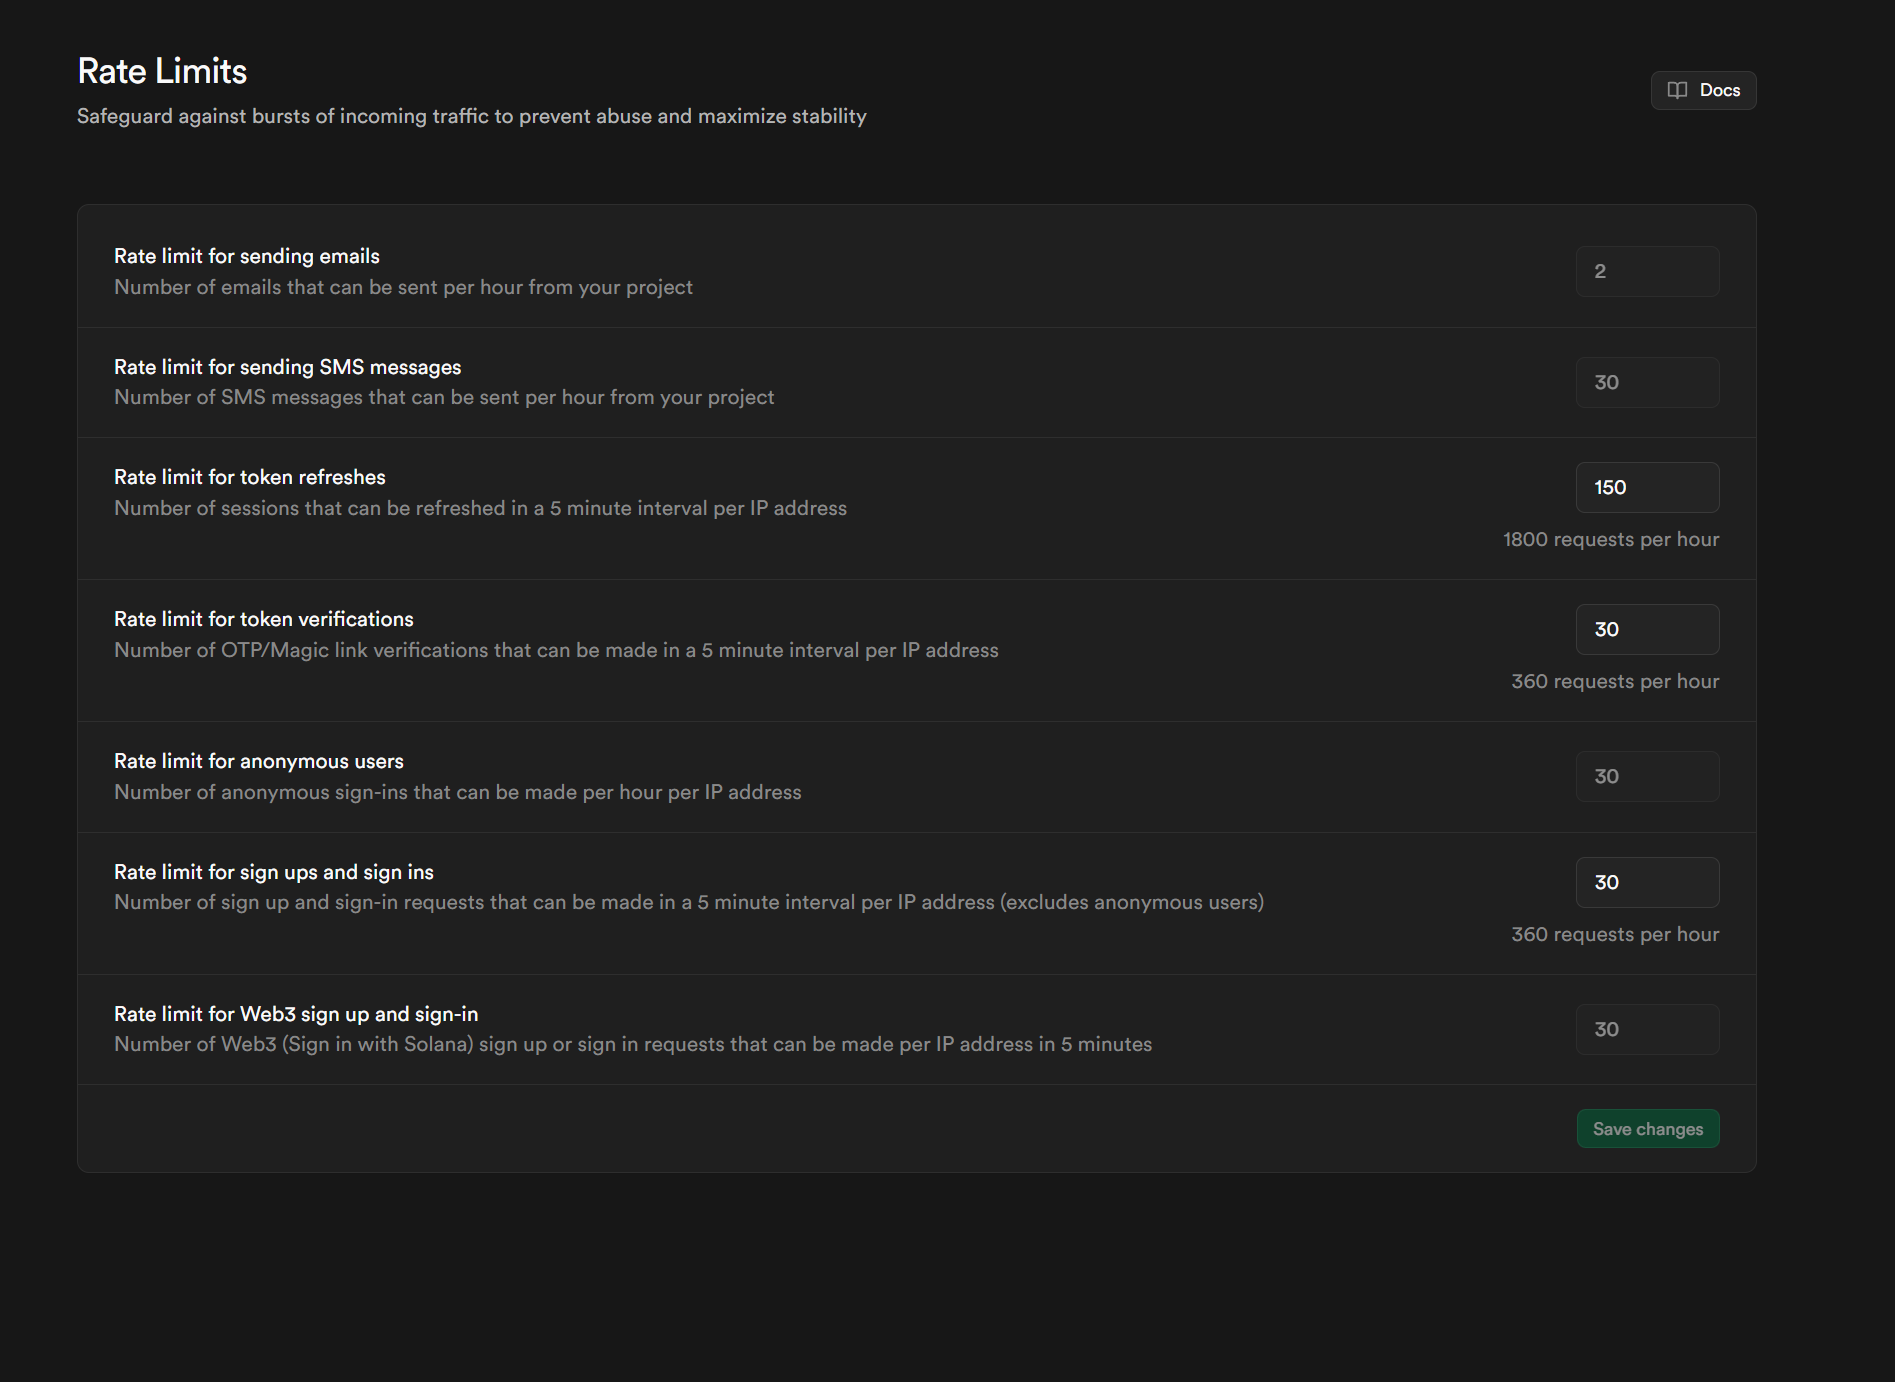 Rate Limits
Safeguard against bursts of incoming traffic to prevent abuse and maximize stability
Docs
Rate limit for sending emails
Number of emails that can be sent per hour from your project
2
Rate limit for sending SMS messages
Number of SMS messages that can be sent per hour from your project
30
Rate limit for token refreshes
Number of sessions that can be refreshed in a 5 minute interval per IP address
150
1800 requests per hour
Rate limit for token verifications
Number of OTP/Magic link verifications that can be made in a 5 minute interval per IP address
30
360 requests per hour
Rate limit for anonymous users
Number of anonymous sign-ins that can be made per hour per IP address
30
Rate limit for sign ups and sign ins
Number of sign up and sign-in requests that can be made in a 5 minute interval per IP address (excludes anonymous users)
30
360 requests per hour
Rate limit for Web3 sign up and sign-in
Number of Web3 (Sign in with Solana) sign up or sign in requests that can be made per IP address in 5 minutes
30
Save changes